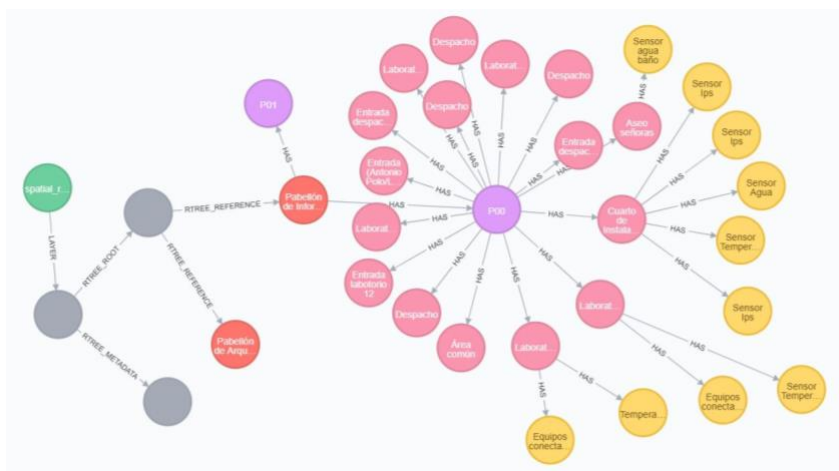 Despacho
Laborat...
Laborat...
Despacho
Sensor
agua
baño
Sensor
Ips
P01
Despacho
Entrada
despac...
Aseo
señoras
Entrada
despac...
Sensor
Ips
HAS
HAS
HAS
HAS
HAS
HAS
HAS
HAS
HAS
HAS
Entrada
(Antonio
Polo/L...
spatial_r...
RTREE_REFERENCE
Pabellón
de Infor...
HAS
HAS
P00
HAS
Cuarto
de
Instala...
HAS
HAS
Sensor
Agua
LAYER
Laborat...
HAS
HAS
HAS
Sensor
Temper...
RTREE_ROOT
RTREE_REFERENCE
Entrada
labotorio
12
HAS
HAS
HAS
HAS
HAS
Despacho
Laborat...
Sensor
Ips
Pabellón
de Arqui...
Área
común
Laborat...
RTREE_METADATA
HAS
HAS
HAS
HAS
Tempera...
Equipos
conecta...
Sensor
Temper...
Equipos
conecta...